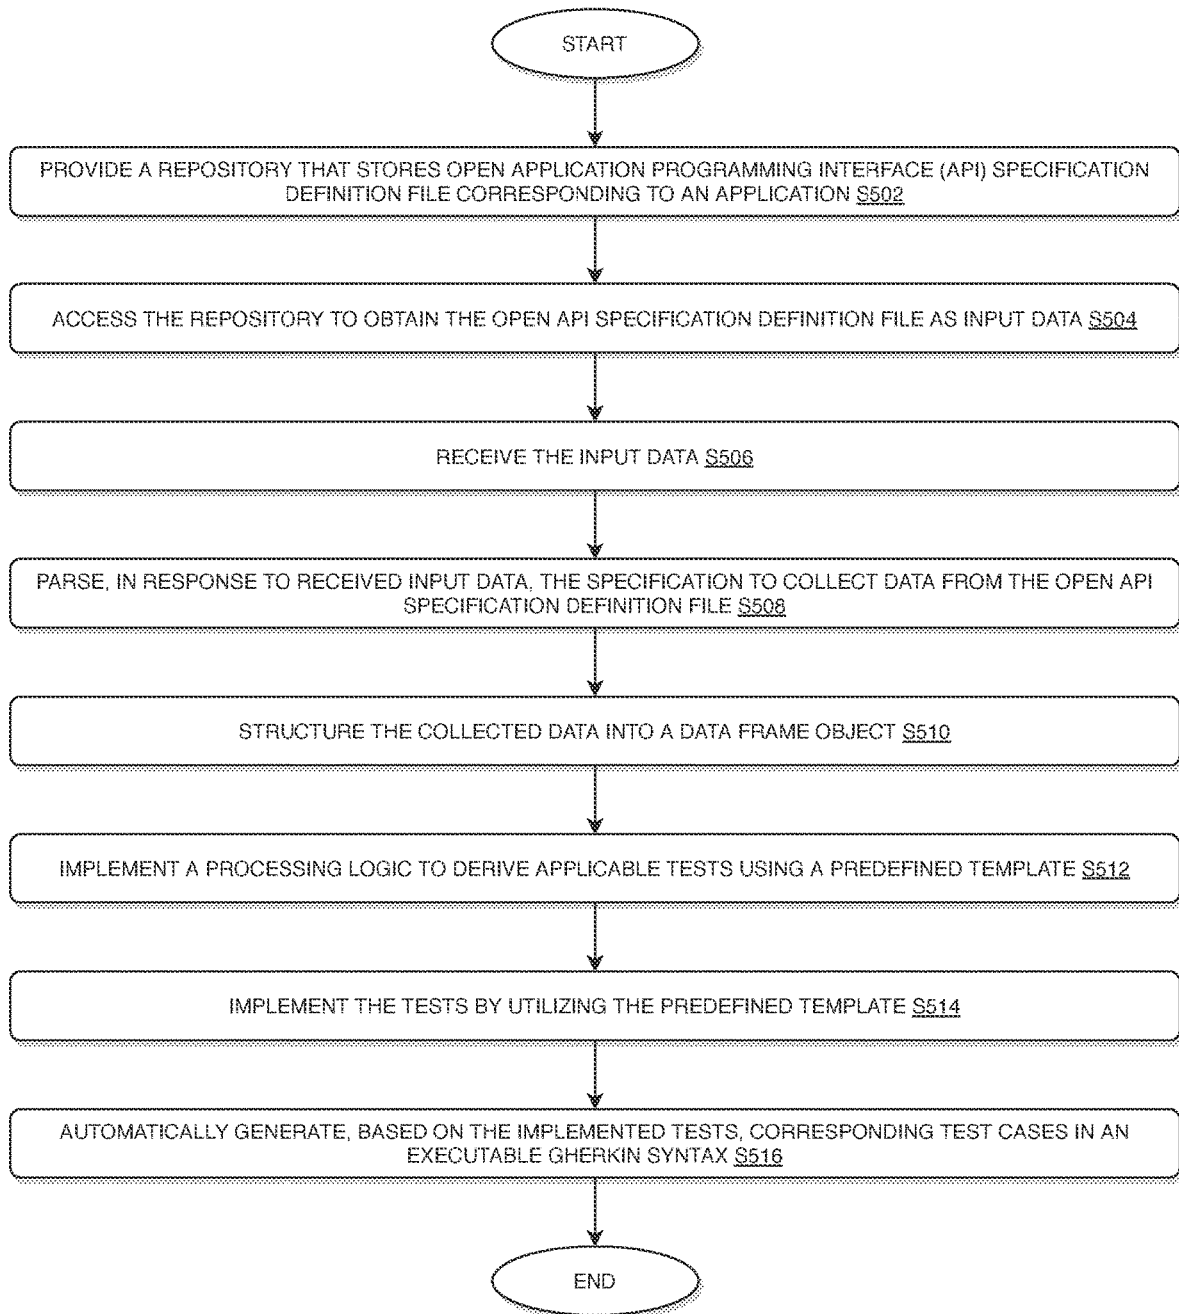 START
PROVIDE A REPOSITORY THAT STORES OPEN APPLICATION PROGRAMMING INTERFACE (API) SPECIFICATION
DEFINITION FILE CORRESPONDING TO AN APPLICATION S502
ACCESS THE REPOSITORY TO OBTAIN THE OPEN API SPECIFICATION DEFINITION FILE AS INPUT DATA S504
RECEIVE THE INPUT DATA S506
PARSE, IN RESPONSE TO RECEIVED INPUT DATA, THE SPECIFICATION TO COLLECT DATA FROM THE OPEN API
SPECIFICATION DEFINITION FILE S508
STRUCTURE THE COLLECTED DATA INTO A DATA FRAME OBJECT S510
IMPLEMENT A PROCESSING LOGIC TO DERIVE APPLICABLE TESTS USING A PREDEFINED TEMPLATE S512
IMPLEMENT THE TESTS BY UTILIZING THE PREDEFINED TEMPLATE S514
AUTOMATICALLY GENERATE, BASED ON THE IMPLEMENTED TESTS, CORRESPONDING TEST CASES IN AN
EXECUTABLE GHERKIN SYNTAX S516
END